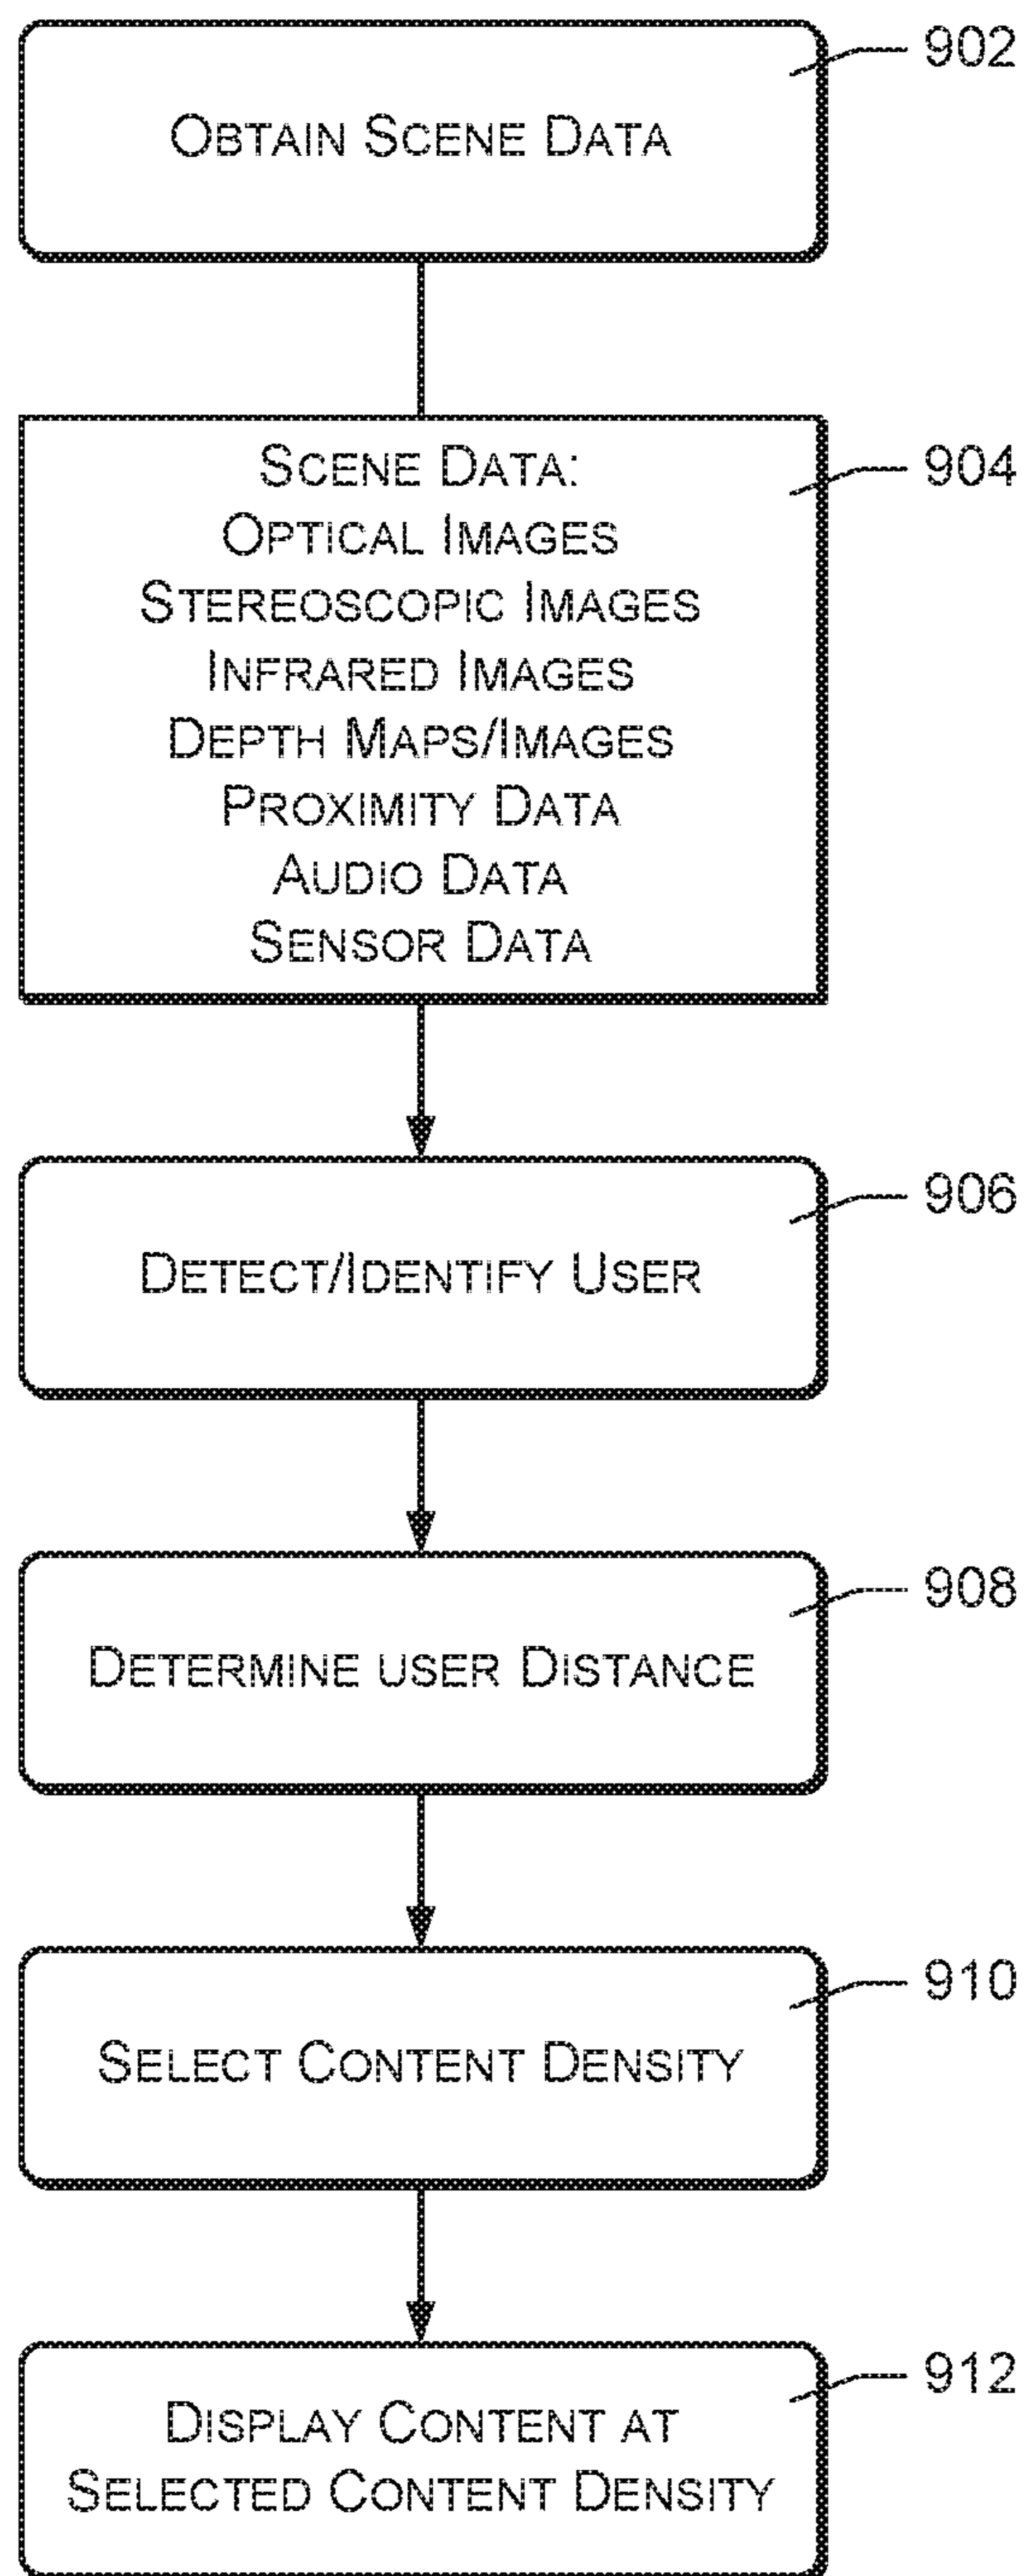 902
OBTAIN SCENE DATA
904
SCENE DATA:
OPTICAL IMAGES
STEREOSCOPIC IMAGES
INFRARED IMAGES
DEPTH MAPS/IMAGES
PROXIMITY DATA
AUDIO DATA
SENSOR DATA
906
DETECT/IDENTIFY USER
908
DETERMINE USER DISTANCE
910
SELECT CONTENT DENSITY
912
DISPLAY CONTENT AT
SELECTED CONTENT DENSITY